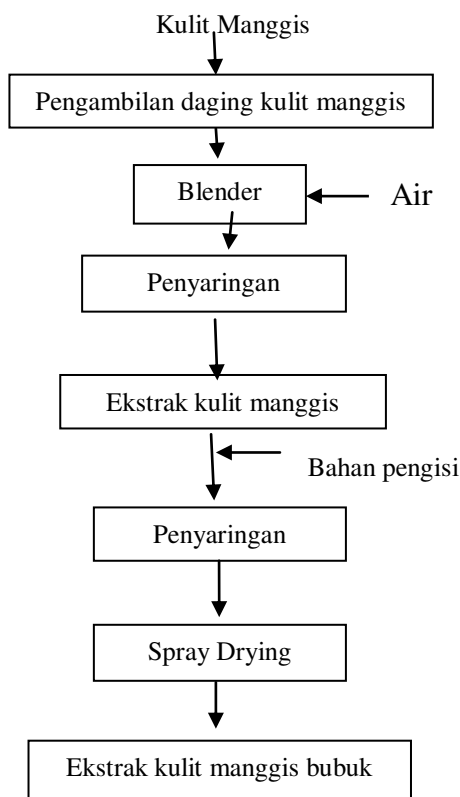 Kulit Manggis
Pengambilan daging kulit manggis
Blender
Air
Penyaringan
Ekstrak kulit manggis
Bahan pengisi
Penyaringan
Spray Drying
Ekstrak kulit manggis bubuk